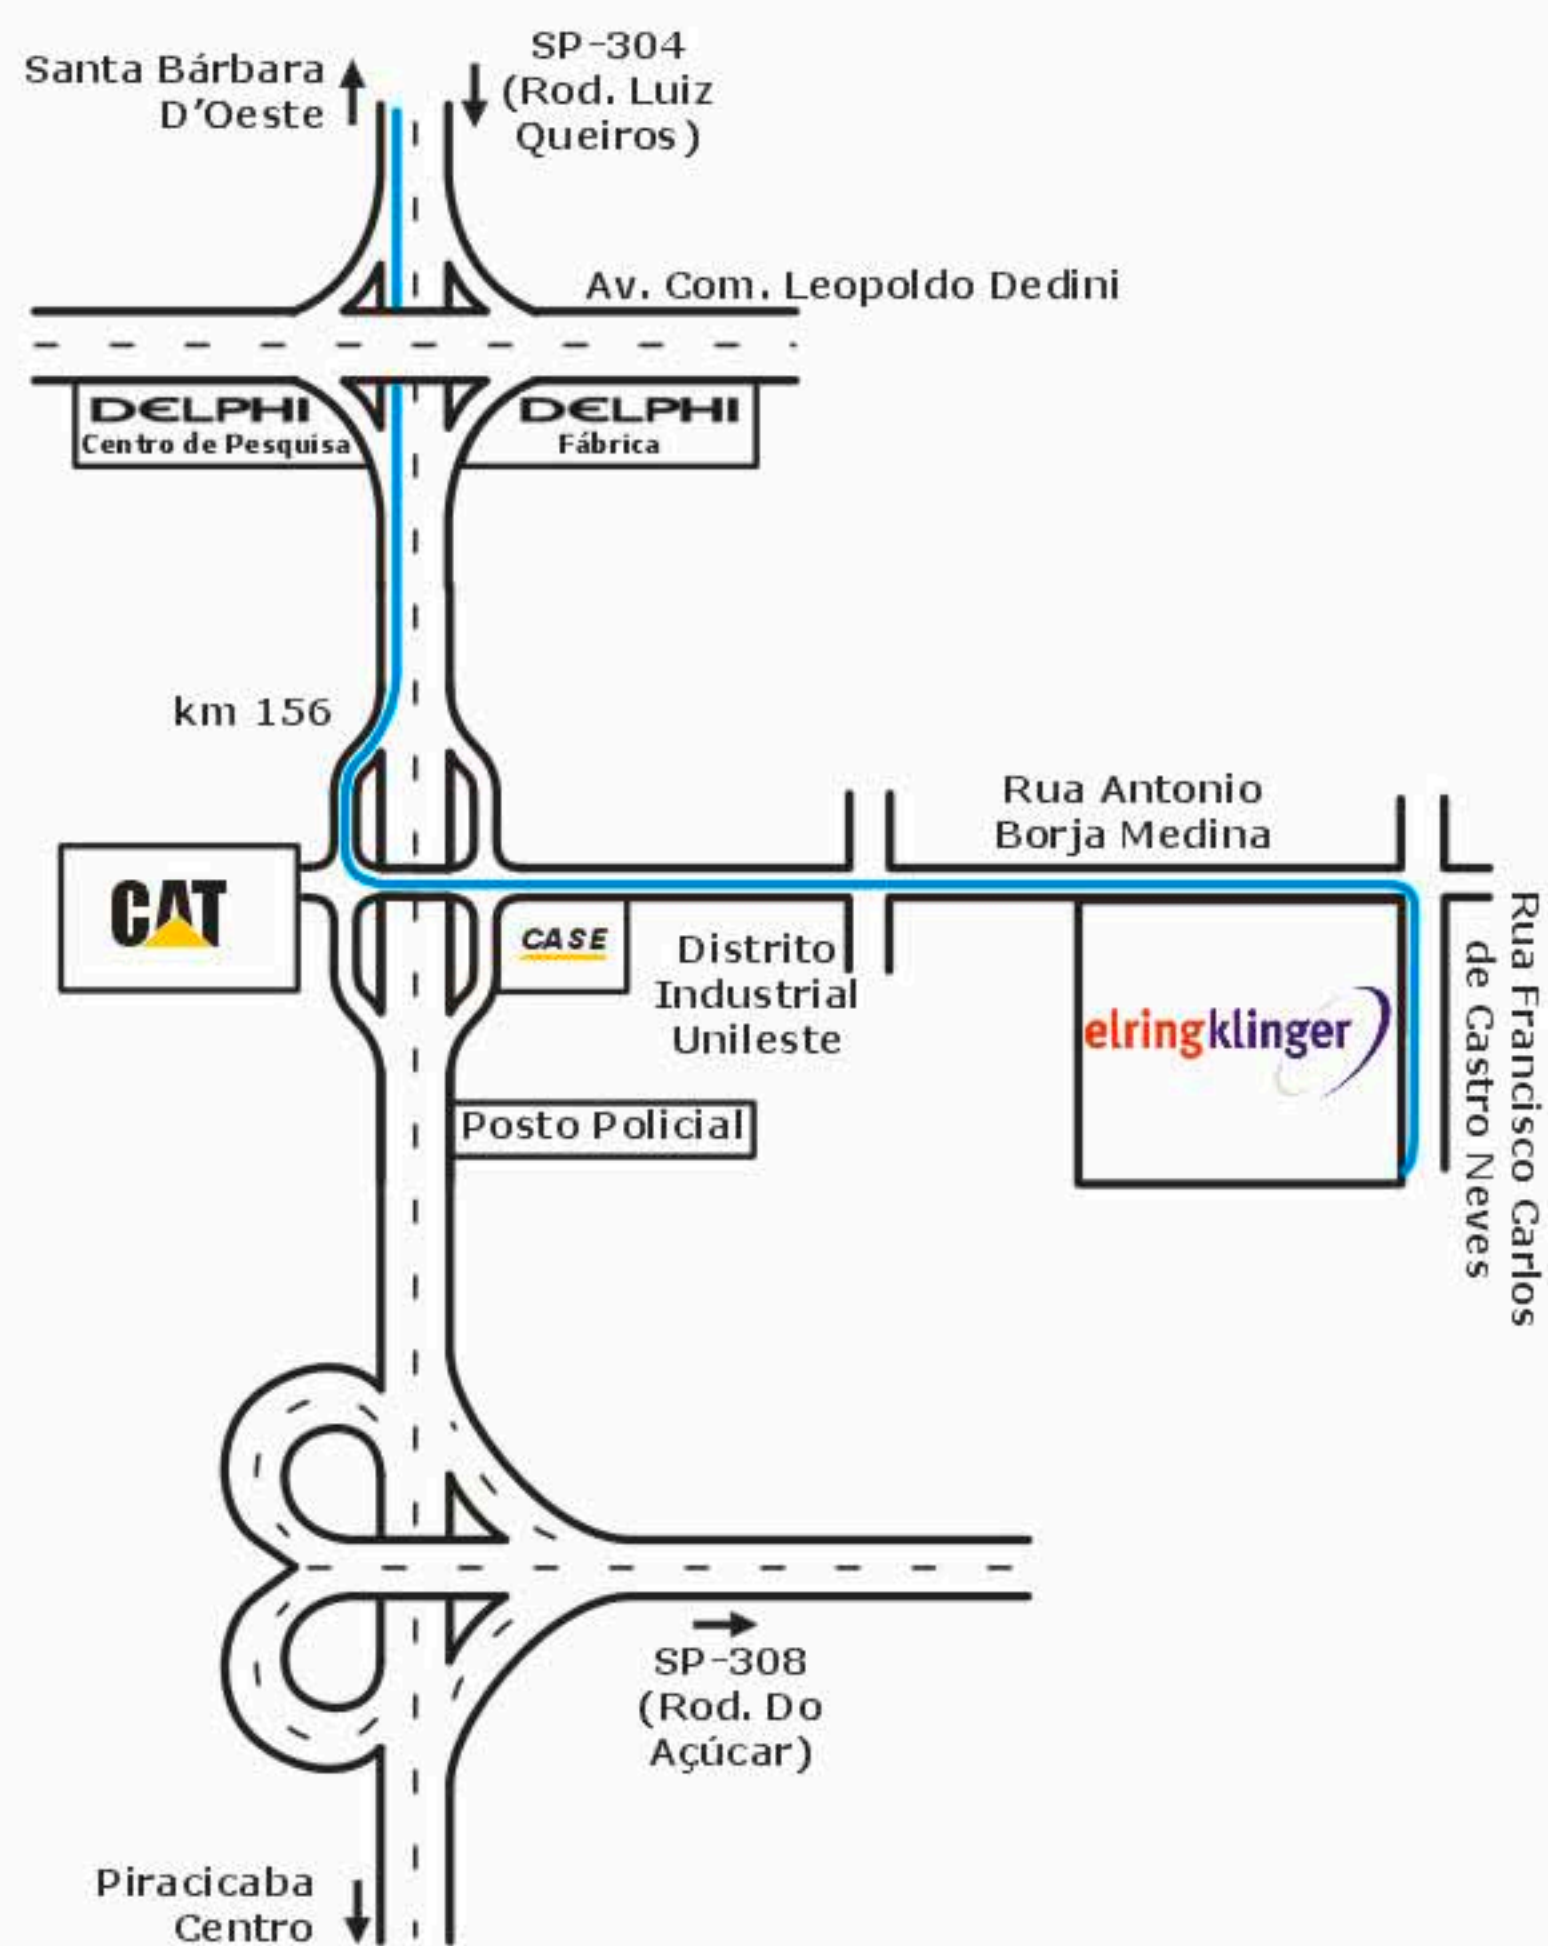 Santa Bárbara
D'Oeste
SP-304
(Rod. Luiz
Queiros)
Av. Com. Leopoldo Dedini
DELPHI
Centro de Pesquisa
DELPHI
Fábrica
km 156
Rua Antonio
Borja Medina
CAT
CASE
Distrito
Industrial
Unileste
elringklinger
Rua Francisco Carlos
de Castro Neves
Posto Policial
SP-308
(Rod. Do
Açúcar)
Piracicaba
Centro